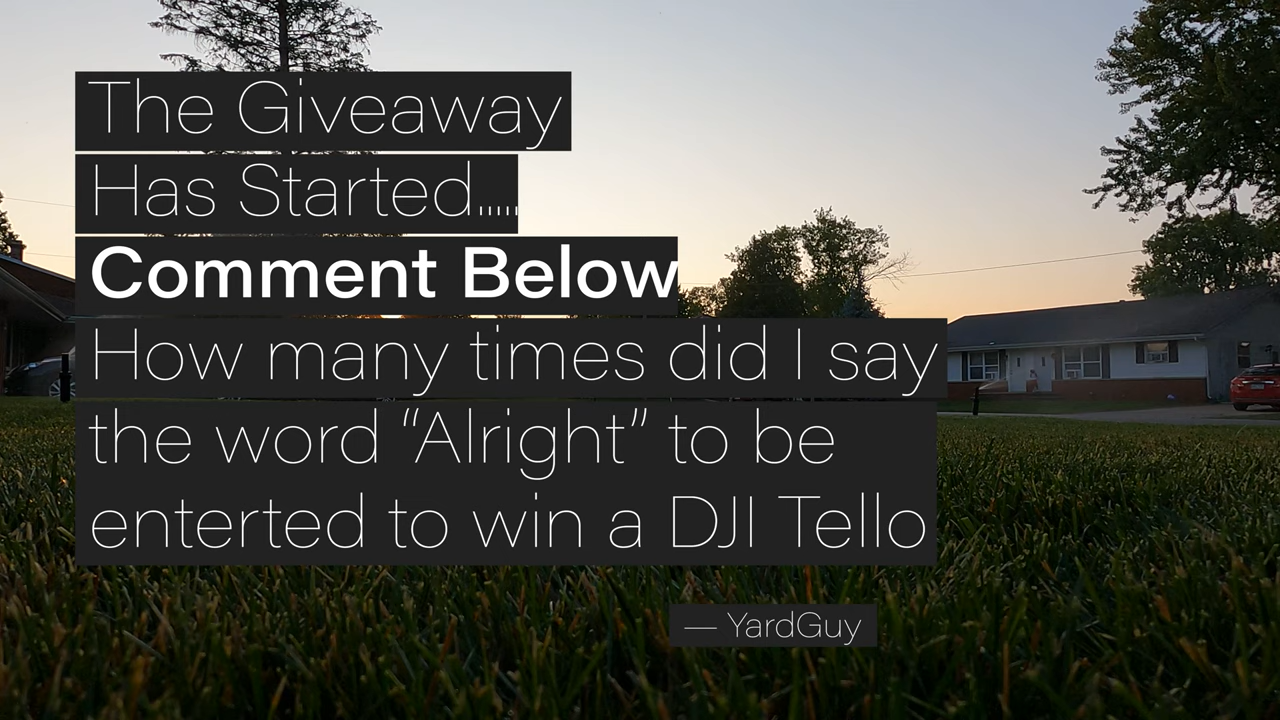 The Giveaway
Has Started.....
Comment Below
How many times did I say
the word “Alright” to be
enterted to win a DJI Tello
— YardGuy